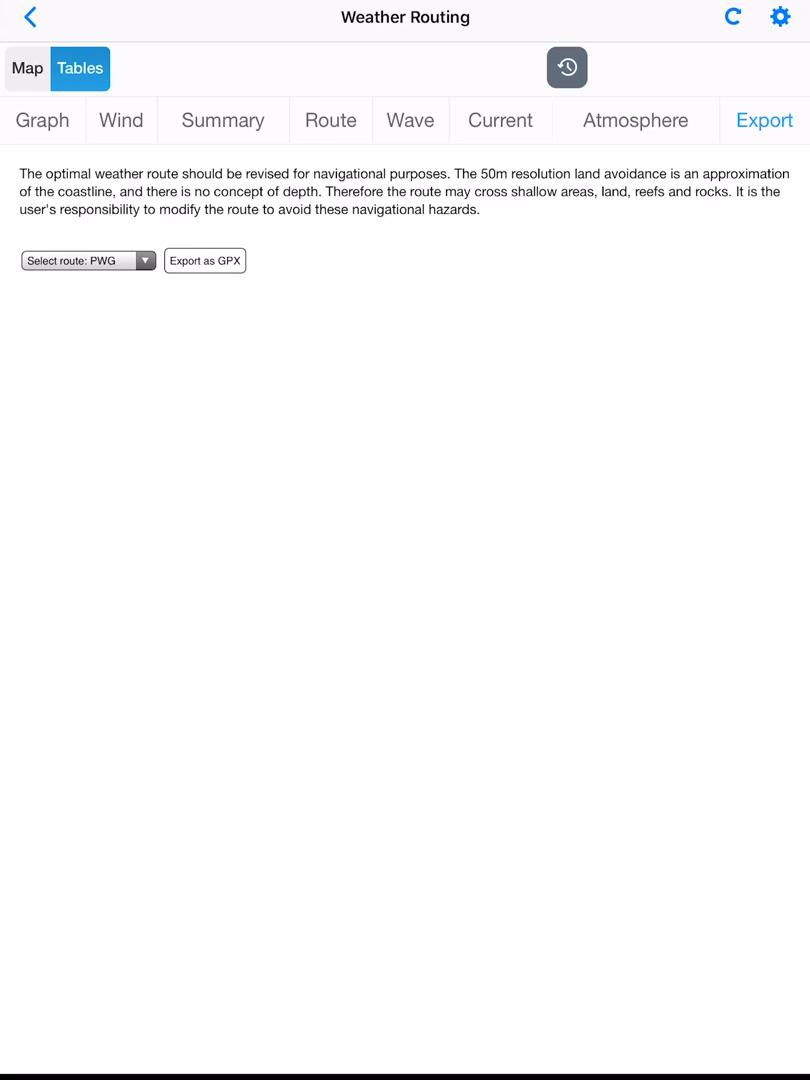 Weather Routing
Map Tables
Graph Wind Summary Route Wave Current Atmosphere Export
The optimal weather route should be revised for navigational purposes. The 50m resolution land avoidance is an approximation
of the coastline, and there is no concept of depth. Therefore the route may cross shallow areas, land, reefs and rocks. It is the
user's responsibility to modify the route to avoid these navigational hazards.
Select route: PWG Export as GPX